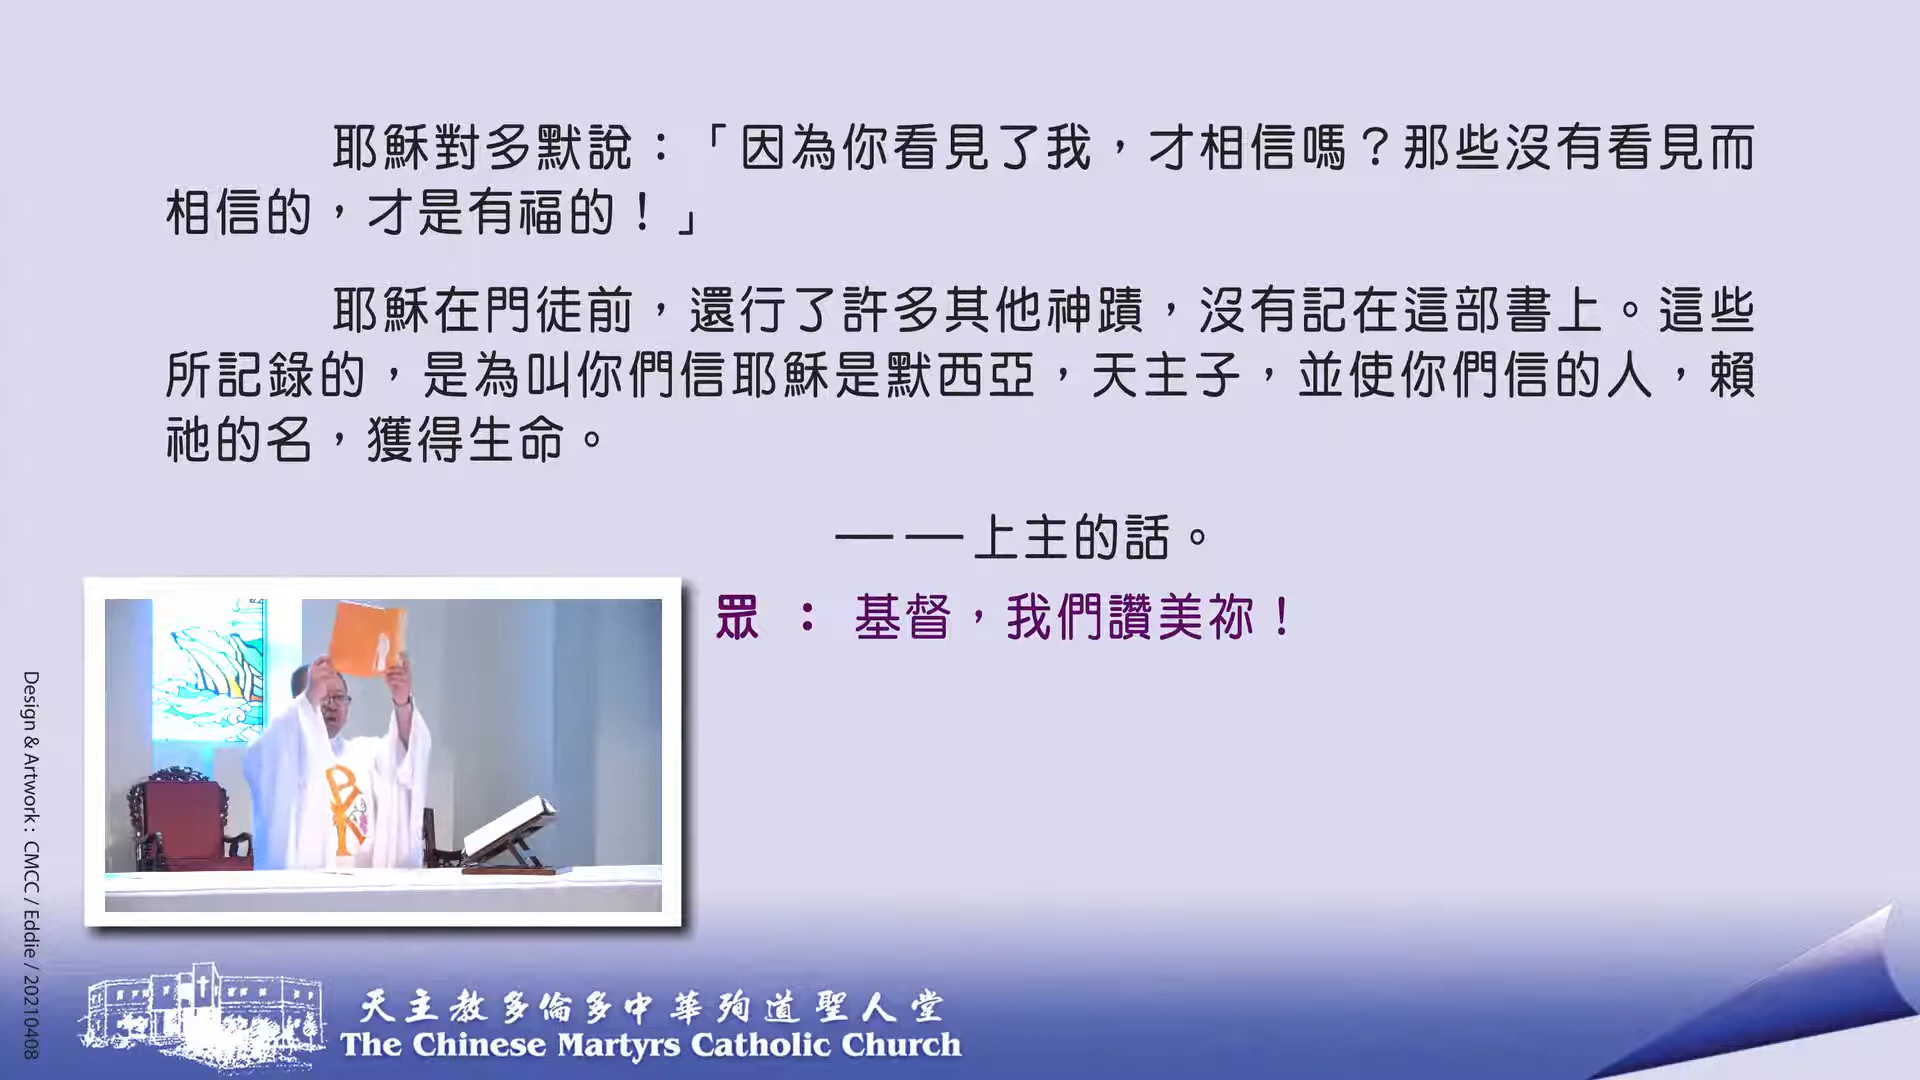 耶穌對多默說：「因為你看見了我，才相信嗎？那些沒有看見而
相信的，才是有福的！」
耶穌在門徒前，還行了許多其他神蹟，沒有記在這部書上。這些
所記錄的，是為叫你們信耶穌是默西亞，天主子，並使你們信的人，賴
祂的名，獲得生命。
——上主的話。
眾 ： 基督，我們讚美祢！
Design & Artwork : CMCC / Eddie / 20210408
天主教多倫多中華殉道聖人堂
The Chinese Martyrs Catholic Church